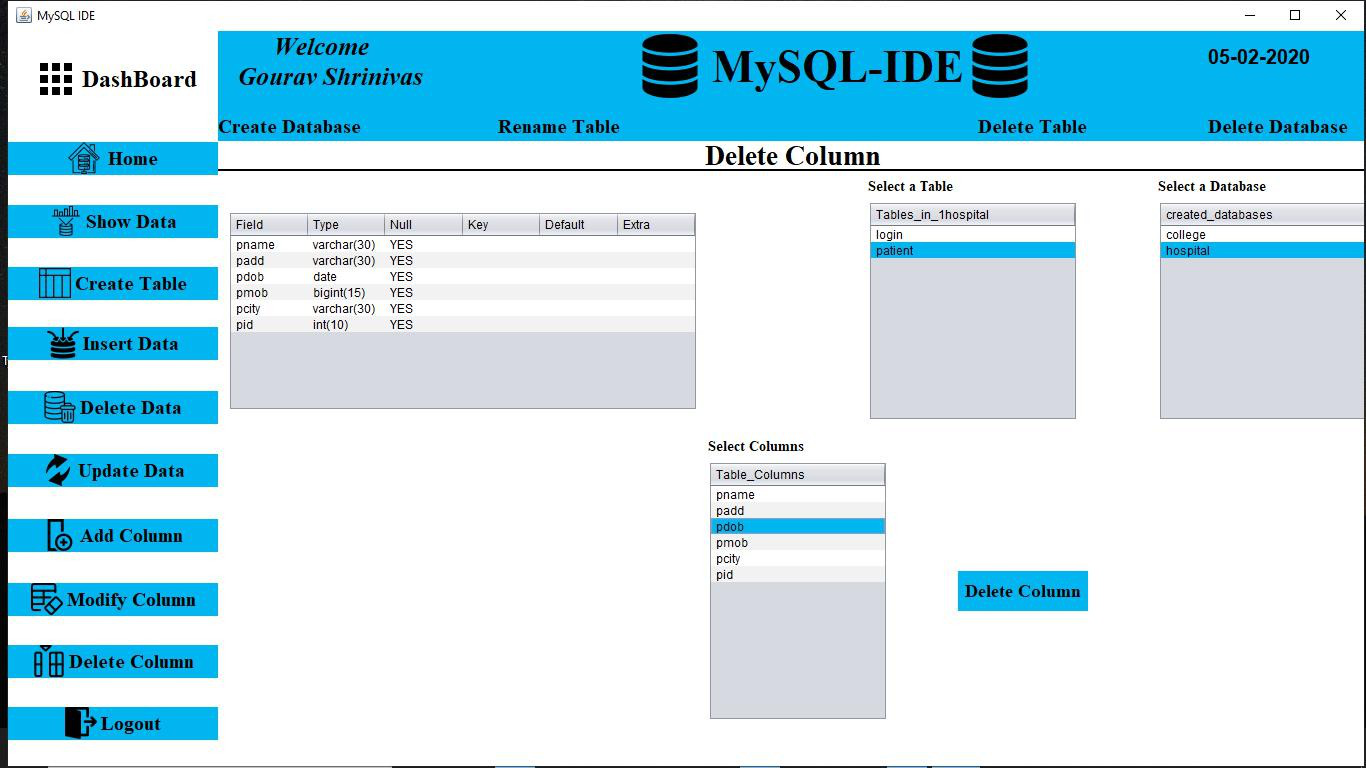 MySQL IDE
DashBoard
Welcome
Gourav Shrinivas
MySQL-IDE
05-02-2020
Create Database Rename Table Delete Table Delete Database
Home
Show Data
Create Table
Insert Data
Delete Data
Update Data
Add Column
Modify Column
Delete Column
Logout
Delete Column
Field Type Null Key Default Extra
pname varchar(30) YES
padd varchar(30) YES
pdob date YES
pmob bigint(15) YES
pcity varchar(30) YES
pid int(10) YES
Select a Table
Tables_in_1hospital
login
patient
Select a Database
created_databases
college
hospital
Select Columns
Table_Columns
pname
padd
pdob
pmob
pcity
pid
Delete Column